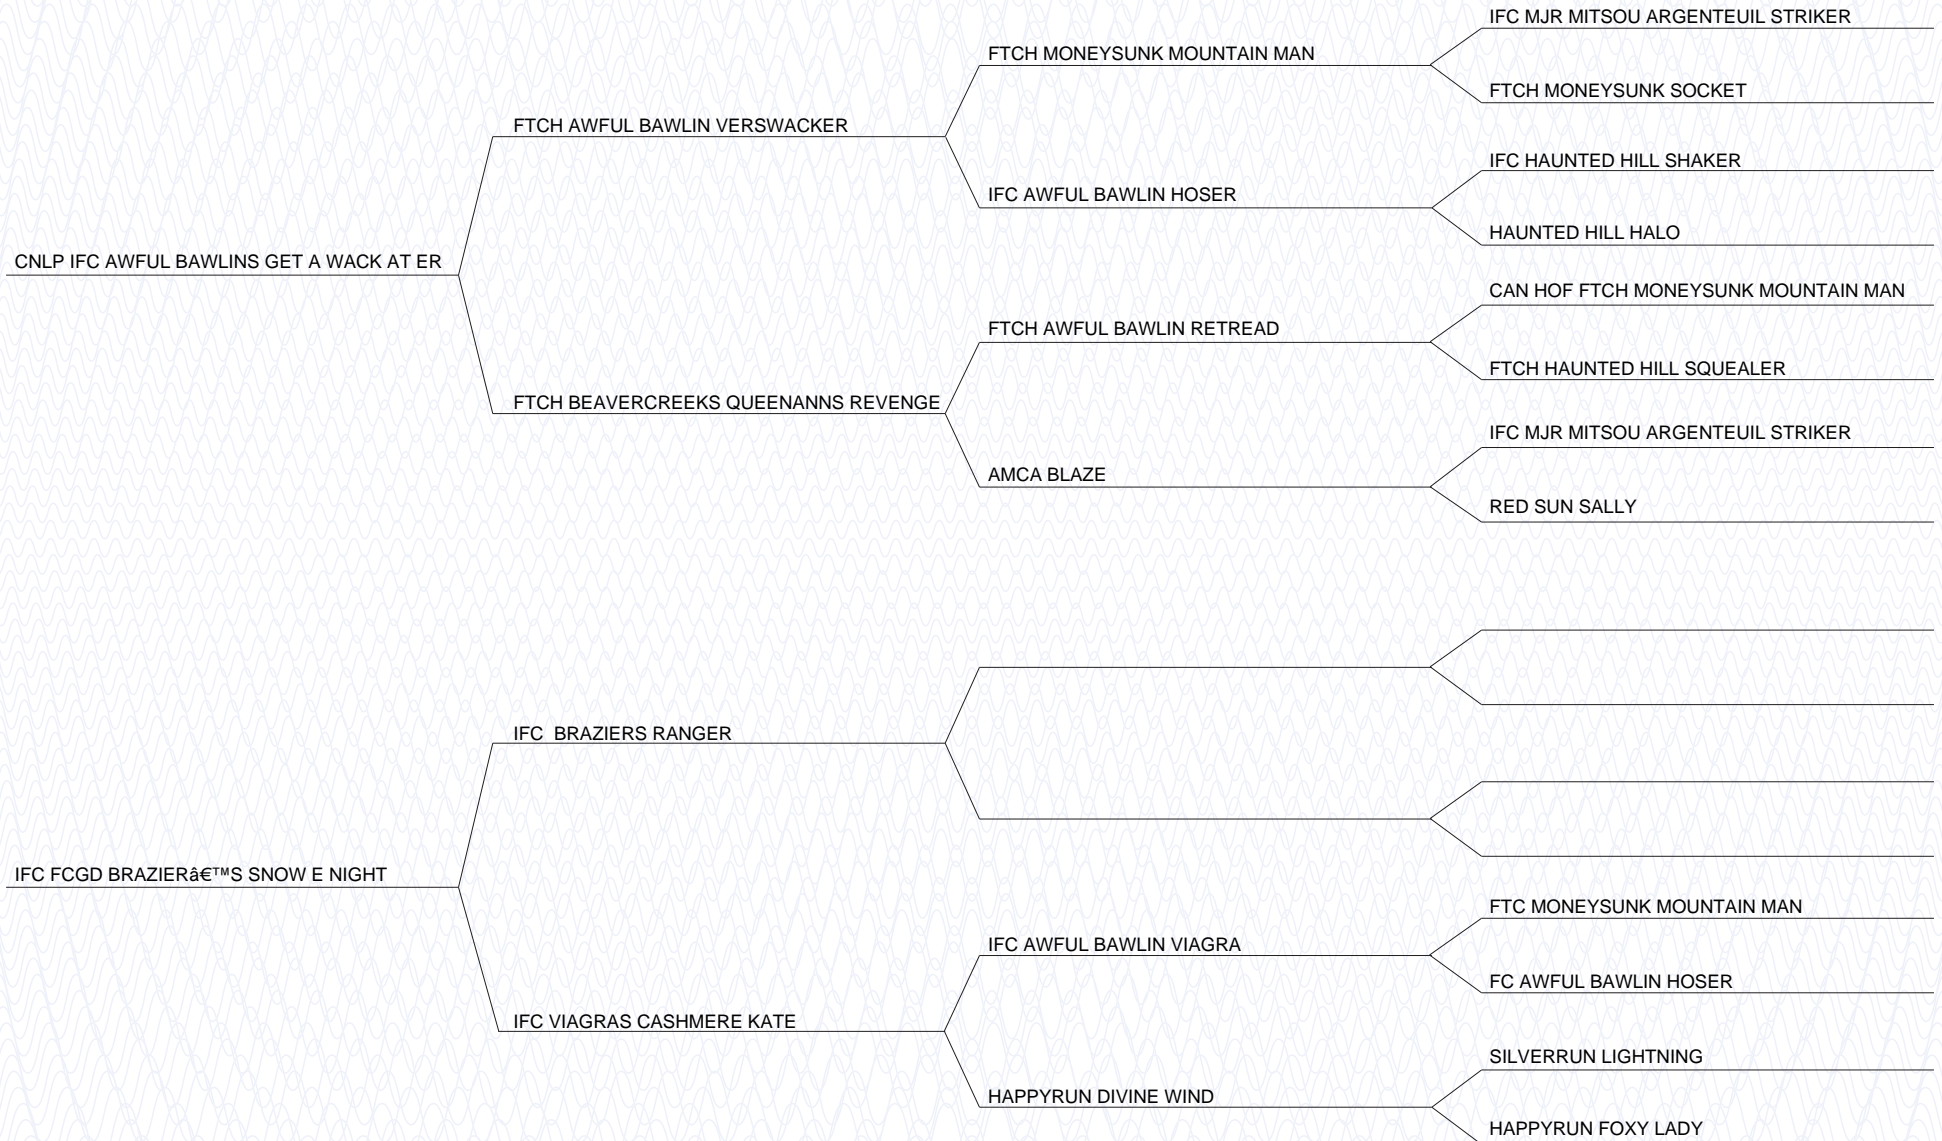 IFC MJR MITSOU ARGENTEUIL STRIKER
FTCH MONEYSUNK MOUNTAIN MAN
FTCH MONEYSUNK SOCKET
FTCH AWFUL BAWLIN VERSWACKER
IFC HAUNTED HILL SHAKER
IFC AWFUL BAWLIN HOSER
HAUNTED HILL HALO
CNLP IFC AWFUL BAWLINS GET A WACK AT ER
CAN HOF FTCH MONEYSUNK MOUNTAIN MAN
FTCH AWFUL BAWLIN RETREAD
FTCH HAUNTED HILL SQUEALER
FTCH BEAVERCREEKS QUEENANNS REVENGE
IFC MJR MITSOU ARGENTEUIL STRIKER
AMCA BLAZE
RED SUN SALLY
IFC  BRAZIERS RANGER
IFC FCGD BRAZIERâ€™S SNOW E NIGHT
FTC MONEYSUNK MOUNTAIN MAN
IFC AWFUL BAWLIN VIAGRA
FC AWFUL BAWLIN HOSER
IFC VIAGRAS CASHMERE KATE
SILVERRUN LIGHTNING
HAPPYRUN DIVINE WIND
HAPPYRUN FOXY LADY